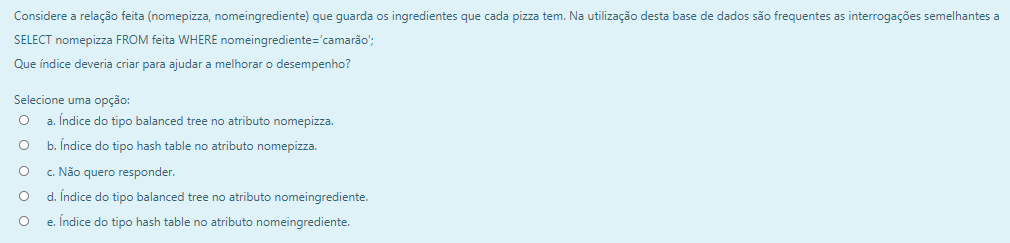 Considere a relação feita (nomepizza, nomeingrediente) que guarda os ingredientes que cada pizza tem. Na utilização desta base de dados são frequentes as interrogações semelhantes a
SELECT nomepizza FROM feita WHERE nomeingrediente='camarão';
Que índice deveria criar para ajudar a melhorar o desempenho?
Selecione uma opção:
a. Índice do tipo balanced tree no atributo nomepizza.
b. Índice do tipo hash table no atributo nomepizza.
c. Não quero responder.
d. Índice do tipo balanced tree no atributo nomeingrediente.
e. Índice do tipo hash table no atributo nomeingrediente.